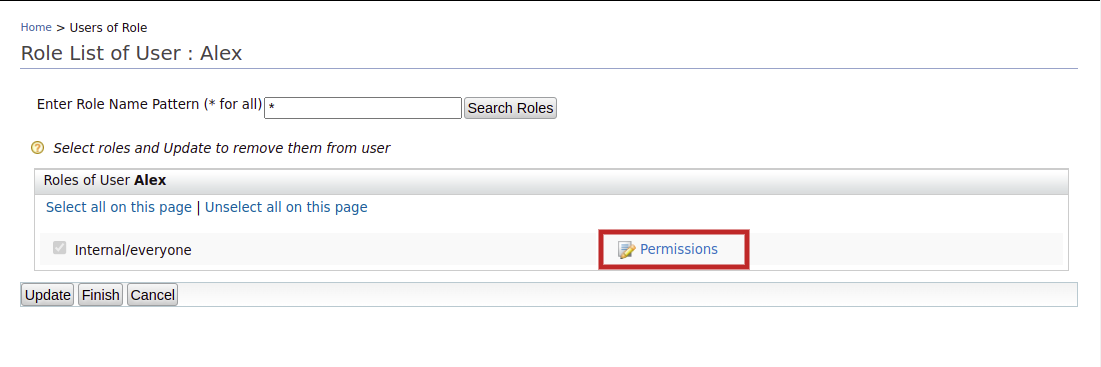 Home > Users of Role
Role List of User : Alex
Enter Role Name Pattern (* for all) * Search Roles
? Select roles and Update to remove them from user
Roles of User Alex
Select all on this page | Unselect all on this page
Internal/everyone Permissions
Update Finish Cancel